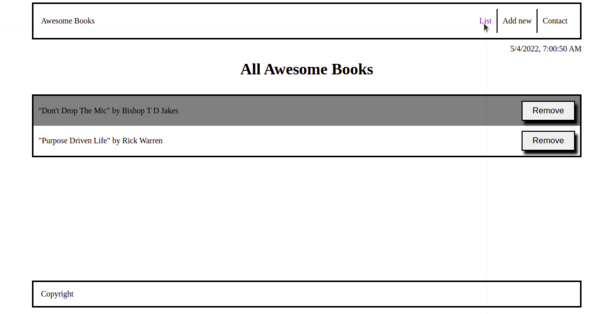 Awesome Books List Add new Contact
5/4/2022, 7:00:50 AM
All Awesome Books
"Don't Drop The Mic" by Bishop T D Jakes Remove
"Purpose Driven Life" by Rick Warren Remove
Copyright